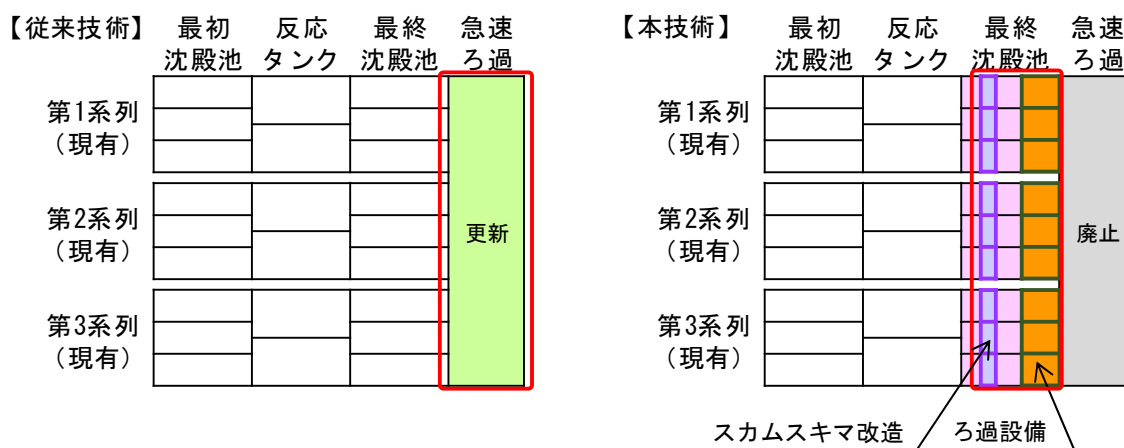 【従来技術】 最初 反応 最終 急速
沈殿池 タンク 沈殿池 ろ過
第1系列
（現有）
第2系列
（現有）
第3系列
（現有）
更新
【本技術】 最初 反応 最終 急速
沈殿池 タンク 沈殿池 ろ過
第1系列
（現有）
第2系列
（現有）
第3系列
（現有）
廃止
スカムスキマ改造 ろ過設備